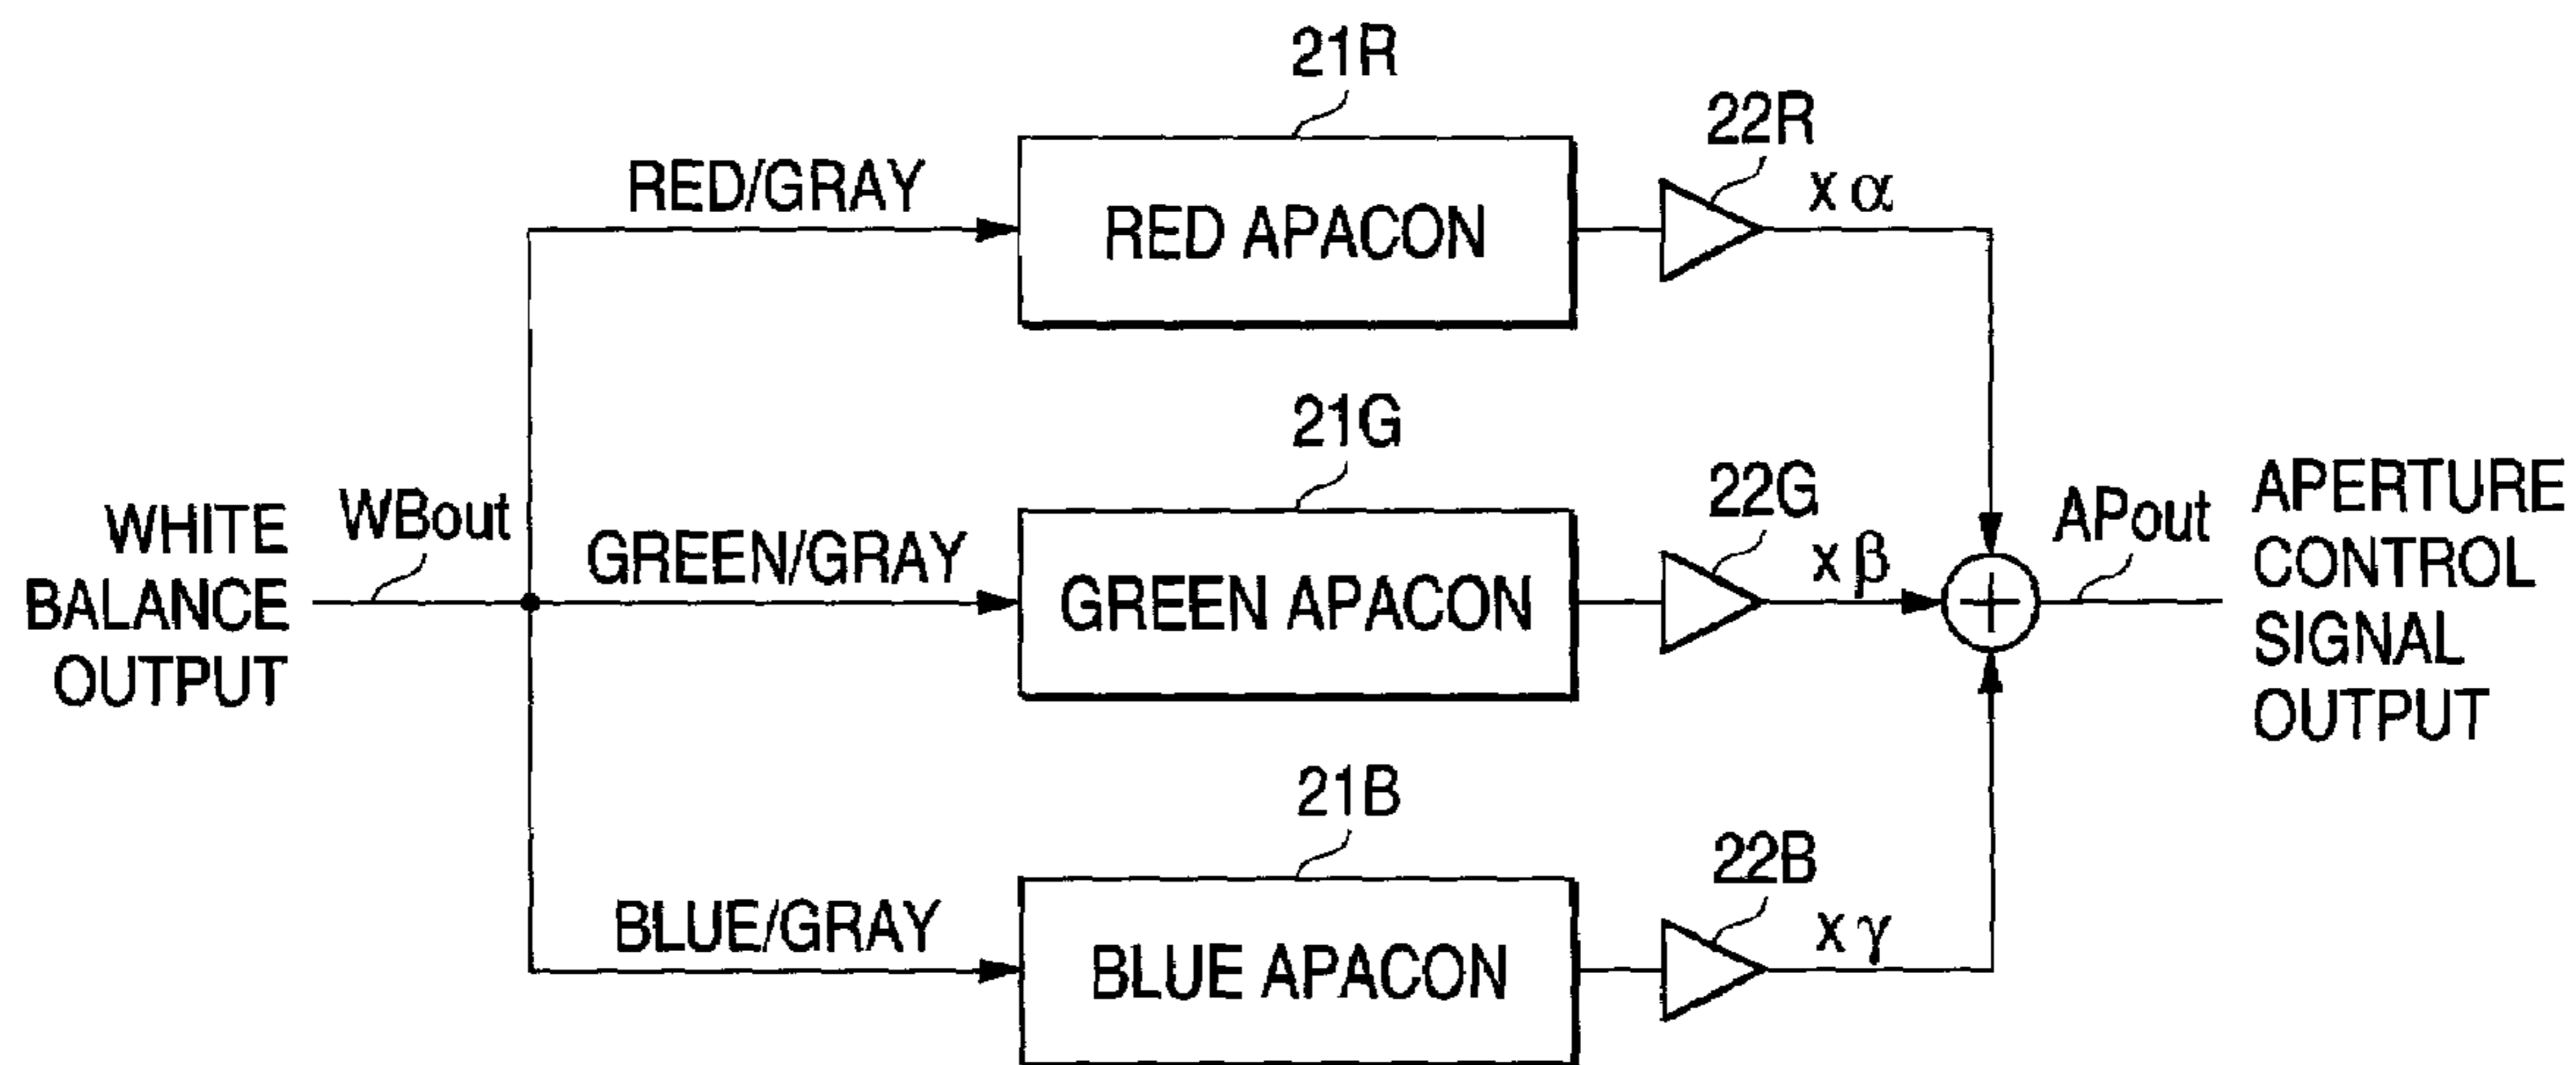 21R
22R
RED/GRAY
x α
RED APACON
21G
22G
WHITE
BALANCE
OUTPUT
WBout
GREEN/GRAY
x β
GREEN APACON
APout
APERTURE
CONTROL
SIGNAL
OUTPUT
21B
22B
BLUE/GRAY
x γ
BLUE APACON